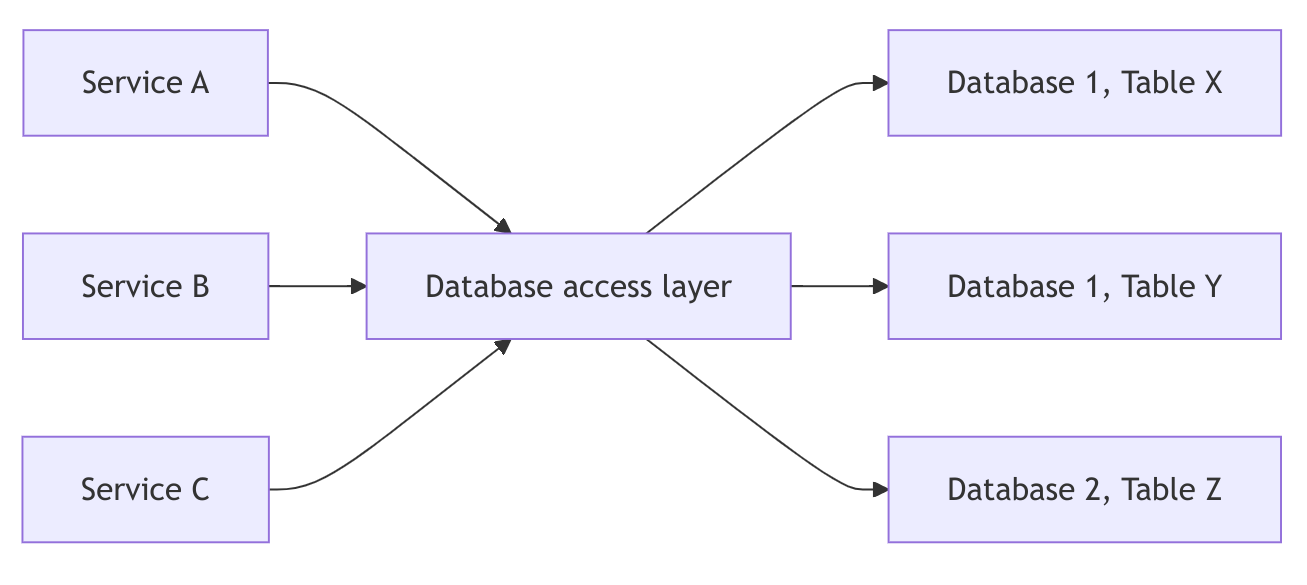 Service A
Database 1, Table X
Service B
Database access layer
Database 1, Table Y
Service C
Database 2, Table Z